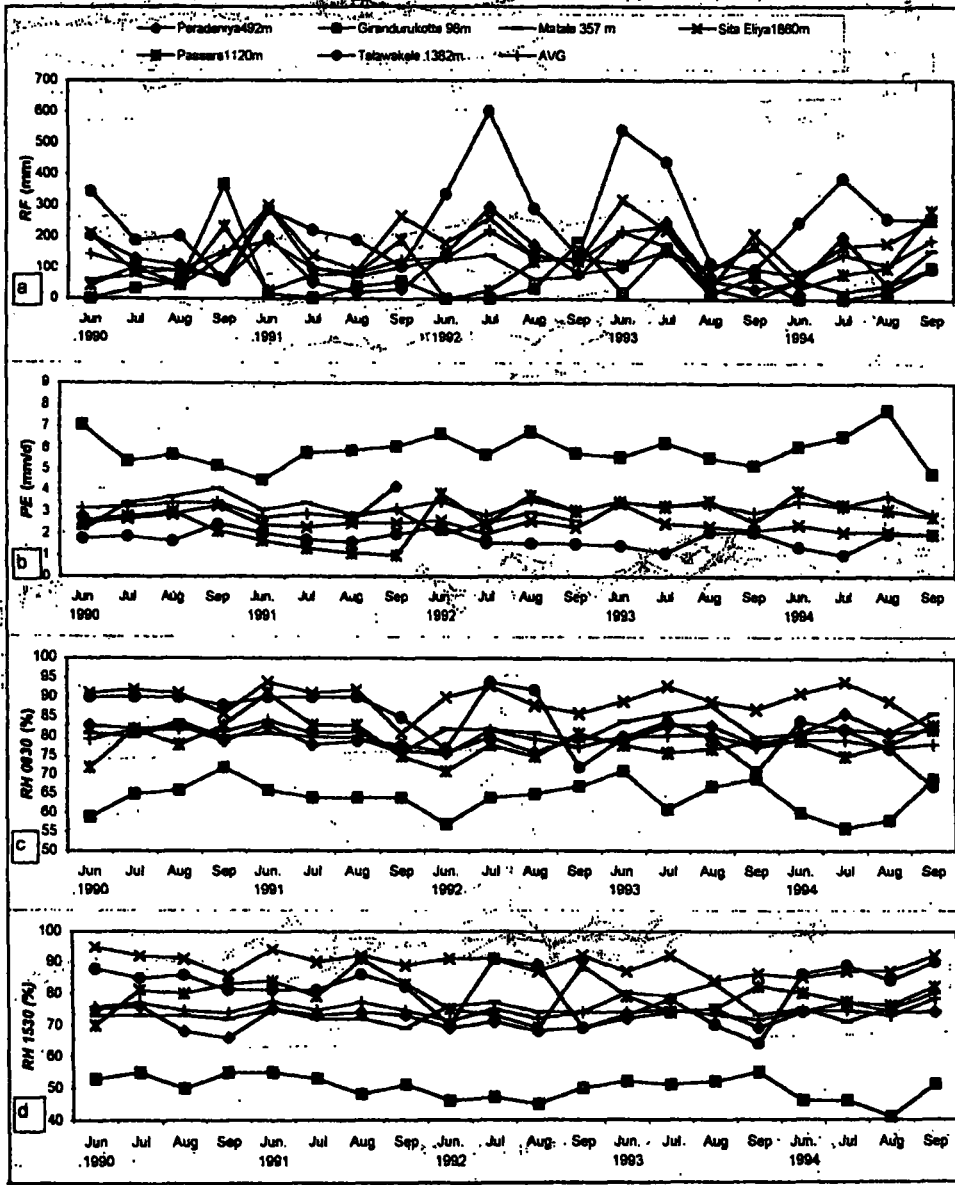 Peradeniya492m Girandurukotte 98m Matale 357 m Sita Eliya1860m
Passara1120m Talawakele .1382m AVG
RF (mm)
700
600
500
400
300
200
100
0
a
Jun Jul Aug Sep Jun. Jul Aug Sep Jun. Jul Aug Sep Jun Jul Aug Sep Jun. Jul Aug Sep
1990 1991 1992 1993 1994
PE (mm/d)
9
8
7
6
5
4
3
2
1
0
b
Jun Jul Aug Sep Jun. Jul Aug Sep Jun. Jul Aug Sep Jun Jul Aug Sep Jun. Jul Aug Sep
1990 1991 1992 1993 1994
RH 0830 (%)
100
95
90
85
80
75
70
65
60
55
50
c
Jun Jul Aug Sep Jun. Jul Aug Sep Jun. Jul Aug Sep Jun Jul Aug Sep Jun. Jul Aug Sep
1990 1991 1992 1993 1994
RH 1530 (%)
100
90
80
70
60
50
40
d
Jun Jul Aug Sep Jun. Jul Aug Sep Jun. Jul Aug Sep Jun Jul Aug Sep Jun. Jul Aug Sep
1990 1991 1992 1993 1994